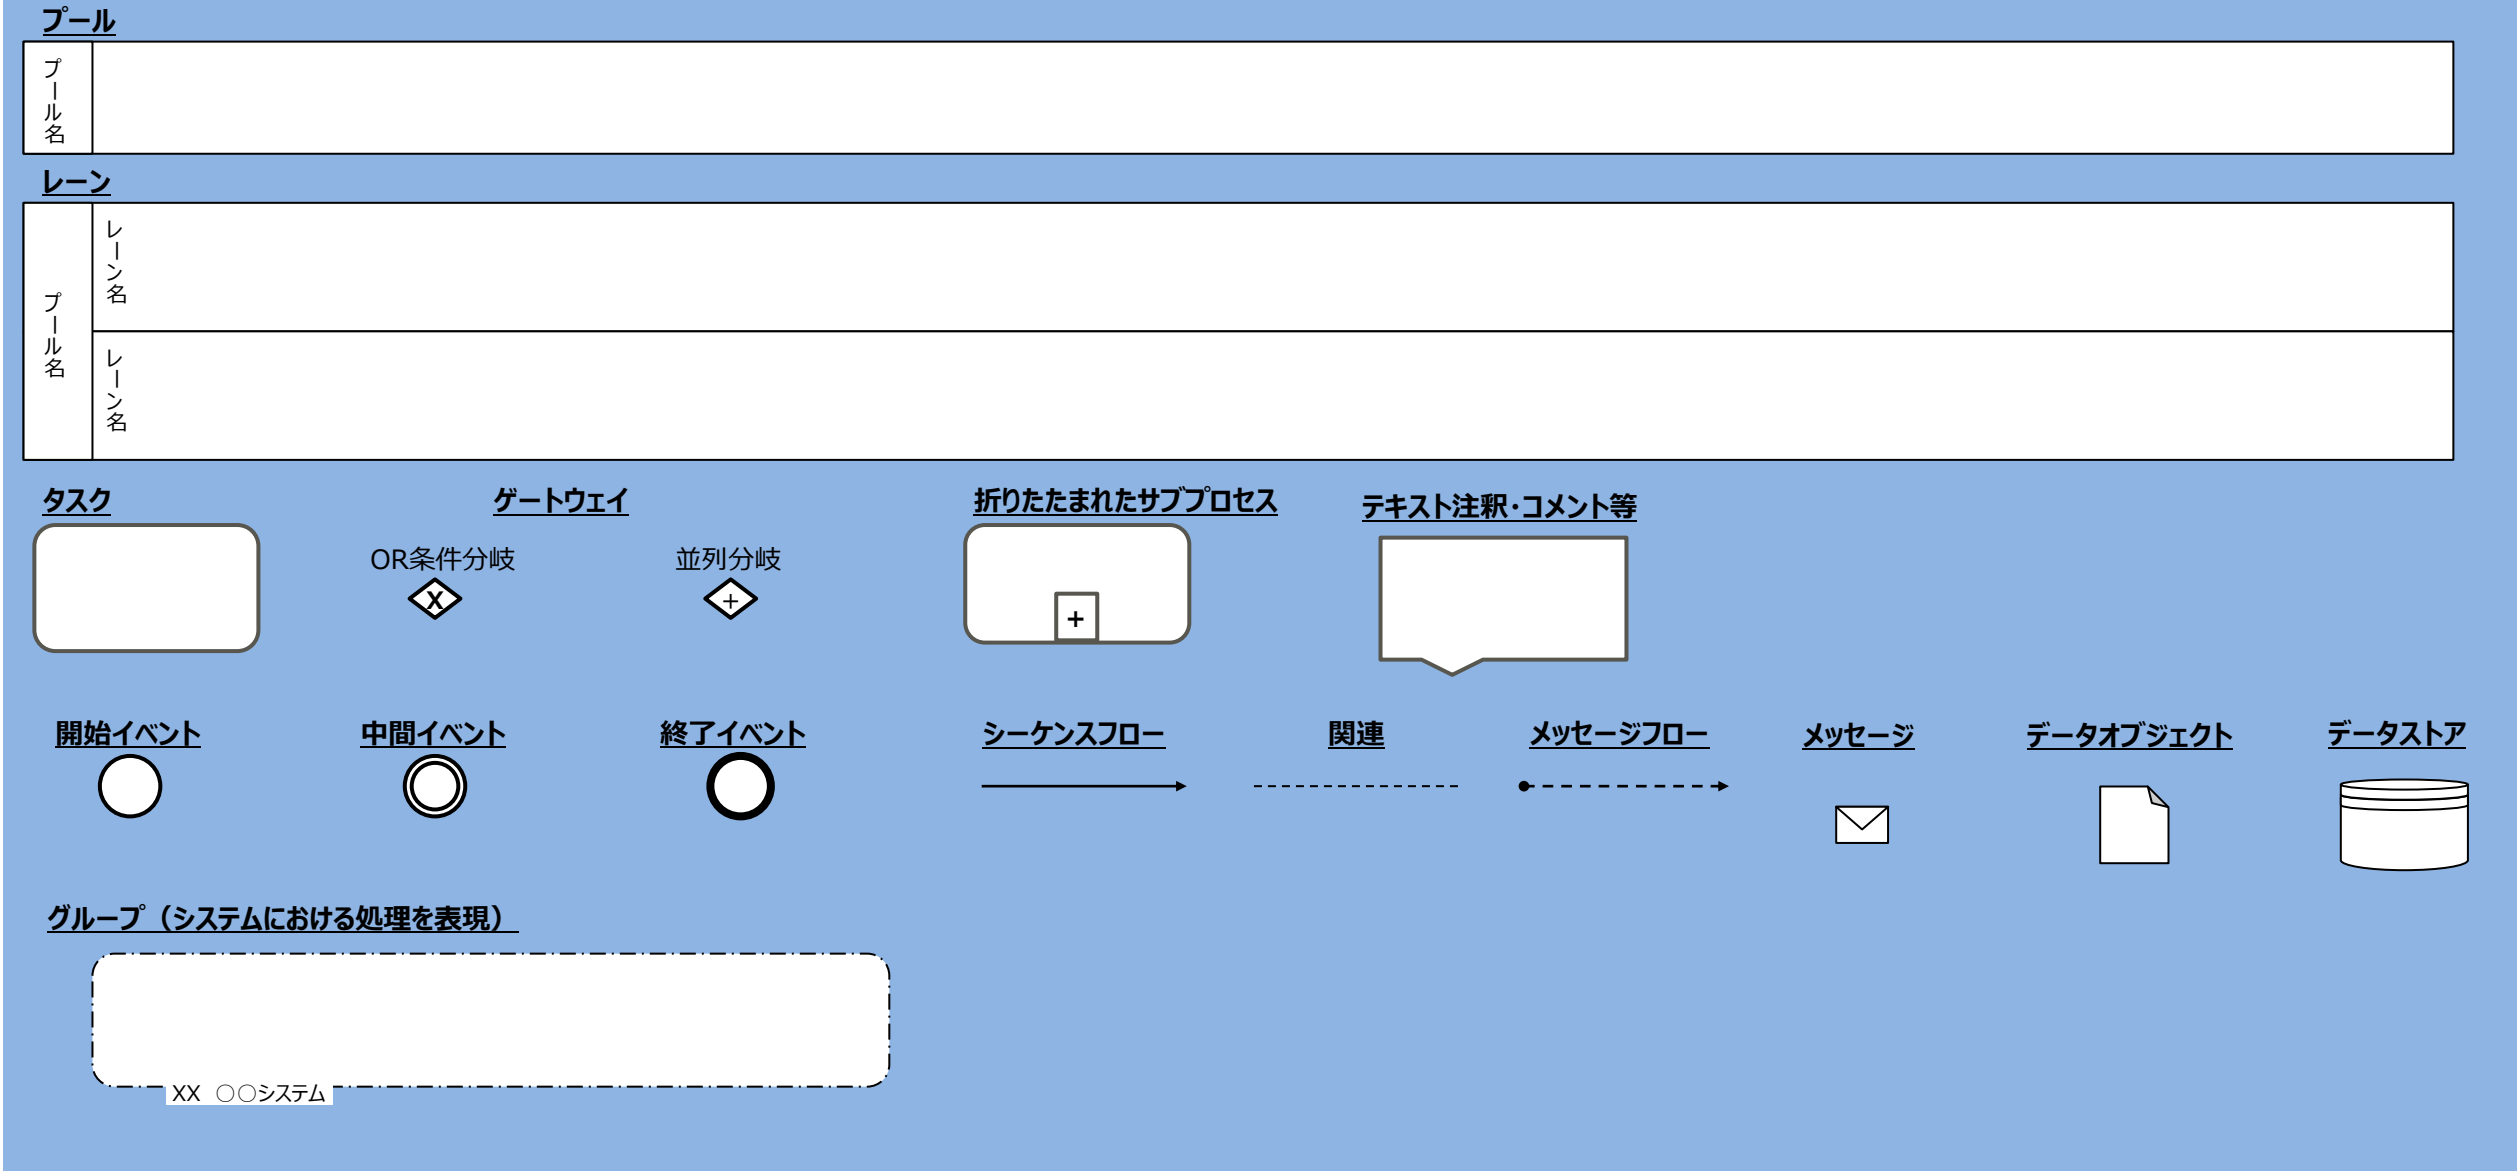 プール
プール名
レーン
プール名
レーン名
レーン名
タスク
ゲートウェイ
折りたたまれたサブプロセス
テキスト注釈・コメント等
OR条件分岐
並列分岐
X
+
+
開始イベント
中間イベント
終了イベント
シーケンスフロー
関連
メッセージフロー
メッセージ
データオブジェクト
データストア
グループ（システムにおける処理を表現）
XX　○○システム